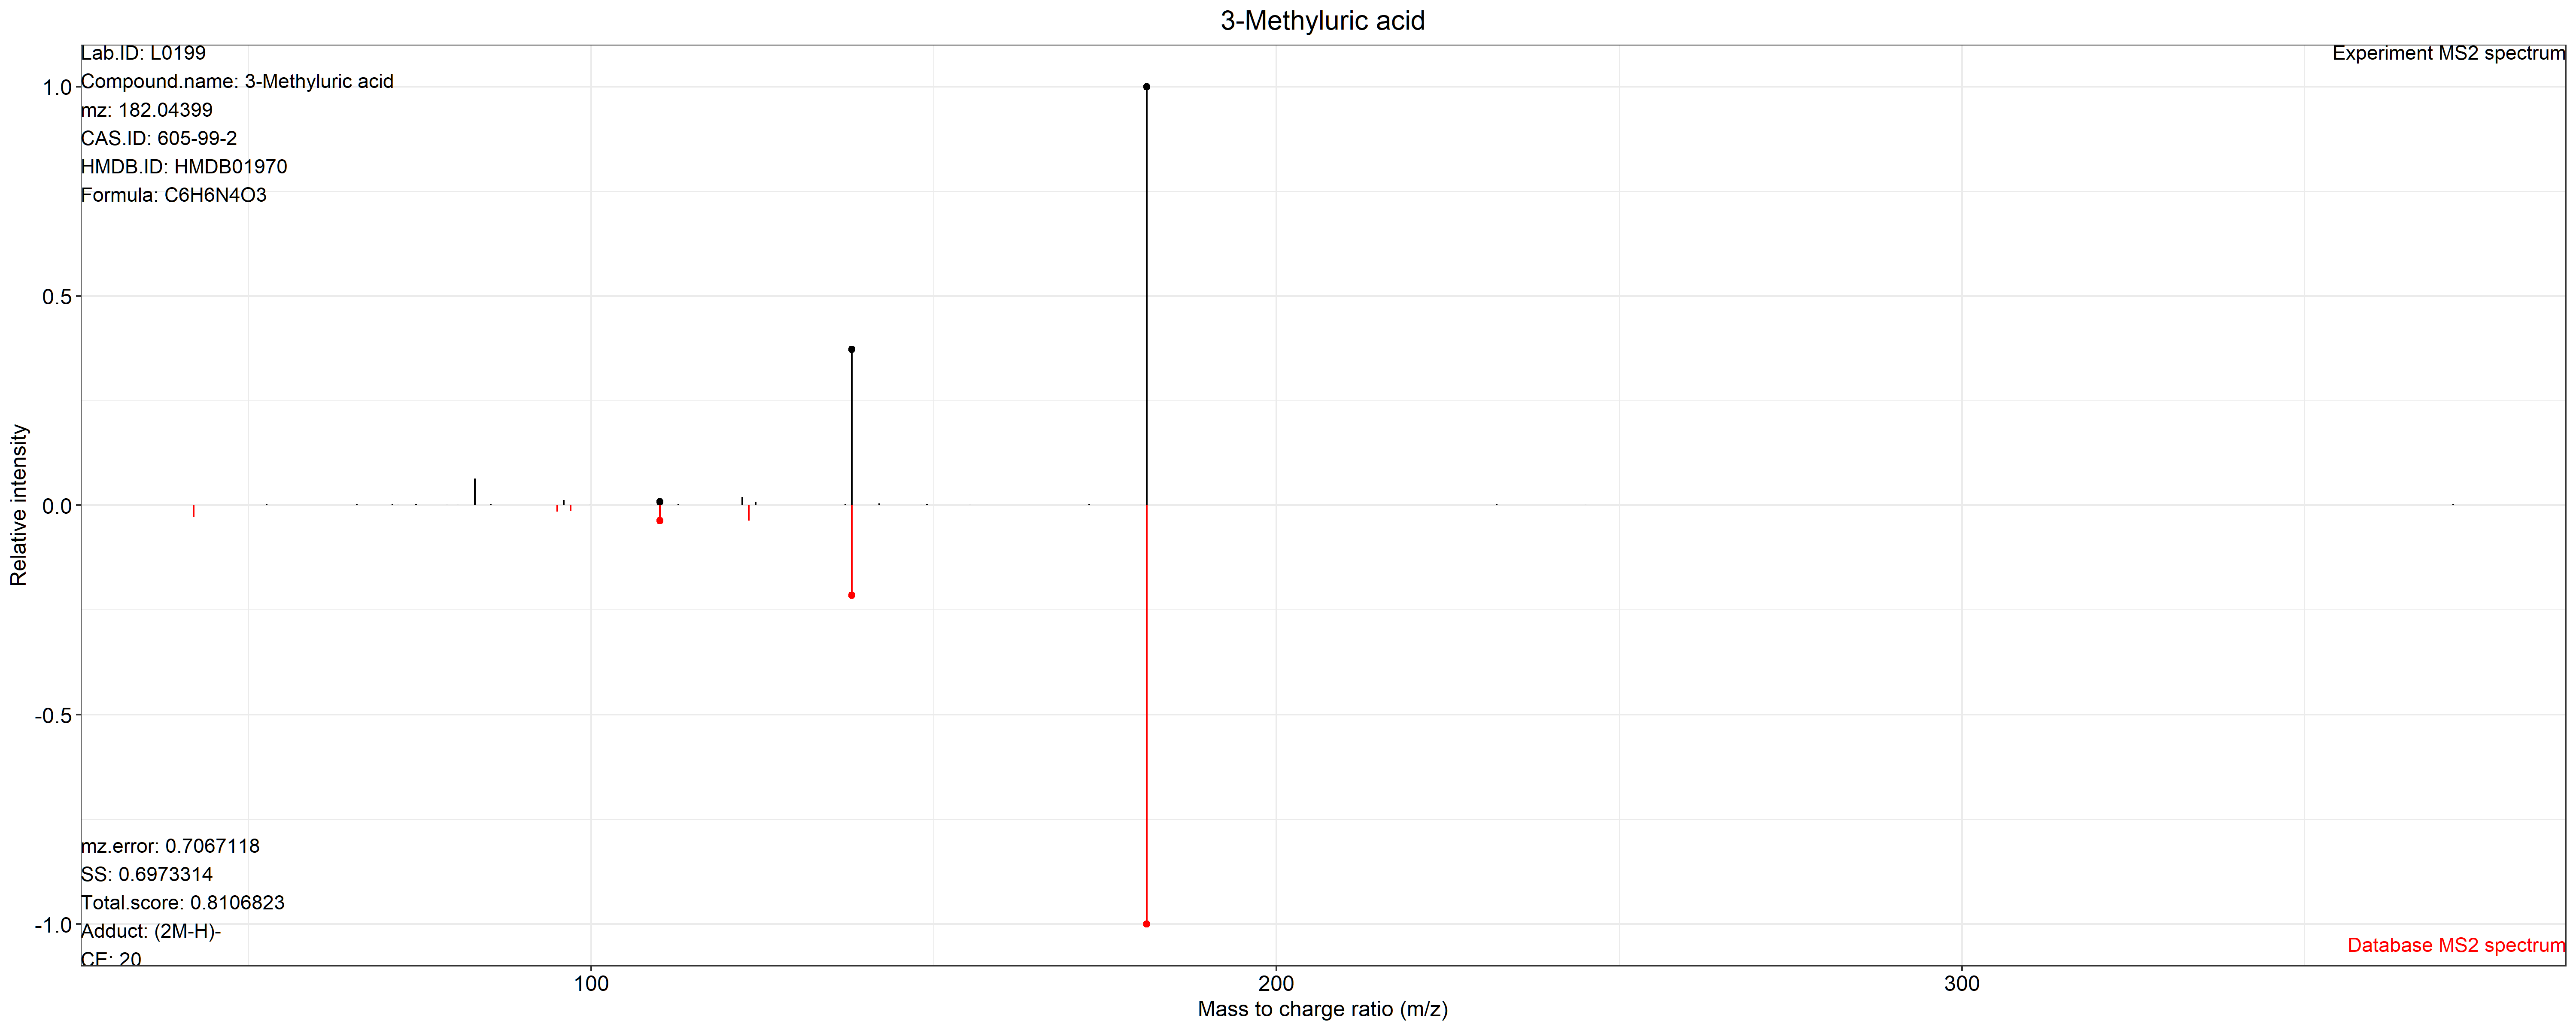 3-Methyluric acid
Lab.ID: L0199
Compound.name: 3-Methyluric acid
mz: 182.04399
CAS.ID: 605-99-2
HMDB.ID: HMDB01970
Formula: C6H6N4O3
Experiment MS2 spectrum
1.0
0.5
0.0
-0.5
-1.0
Relative intensity
mz.error: 0.7067118
SS: 0.6973314
Total.score: 0.8106823
Adduct: (2M-H)-
CE: 20
Database MS2 spectrum
100
200
300
Mass to charge ratio (m/z)